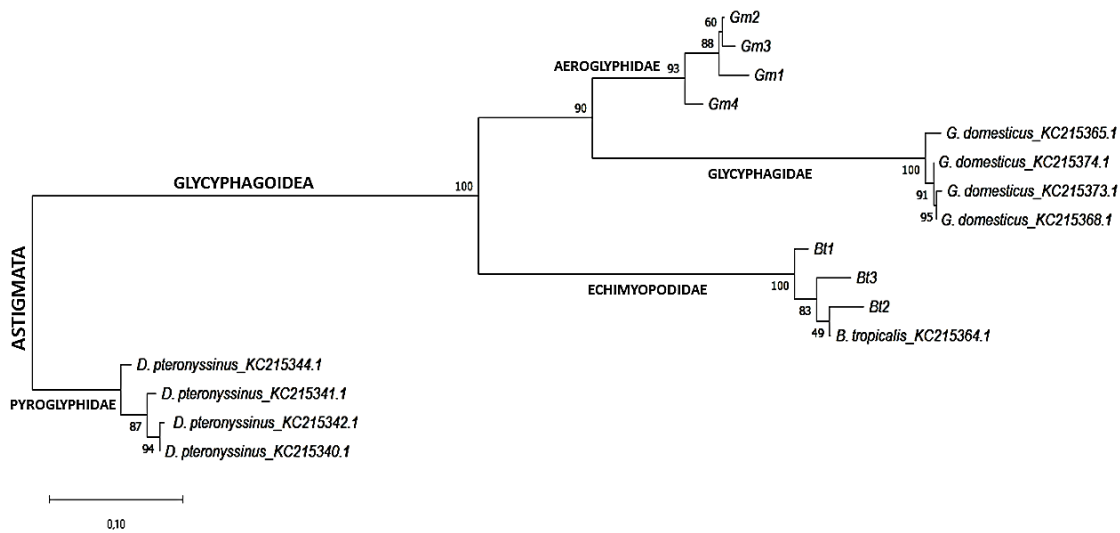 Gm2
60
Gm3
88
AEROGLYPHIDAE
93
Gm1
Gm4
90
G. domesticus_KC215365.1
G. domesticus_KC215374.1
100
GLYCYPHAGIDAE
GLYCYPHAGOIDEA
100
91
G. domesticus_KC215373.1
95
G. domesticus_KC215368.1
Bt1
ASTIGMATA
ECHIMYOPODIDAE
100
Bt3
83
Bt2
49
B. tropicalis_KC215364.1
D. pteronyssinus_KC215344.1
PYROGLYPHIDAE
D. pteronyssinus_KC215341.1
87
D. pteronyssinus_KC215342.1
94
D. pteronyssinus_KC215340.1
0,10